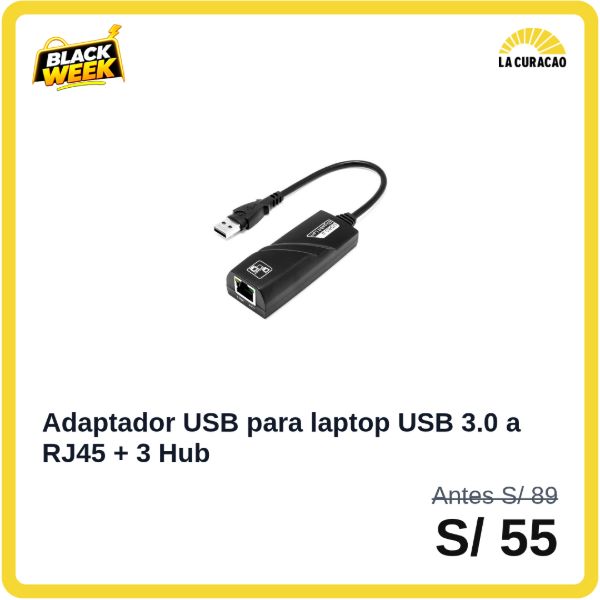 BLACK
WEEK
LA CURACAO
Adaptador USB para laptop USB 3.0 a
RJ45 + 3 Hub
Antes S/ 89
S/ 55